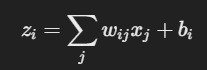 $z_i = \sum_j w_{ij} x_j + b_i$